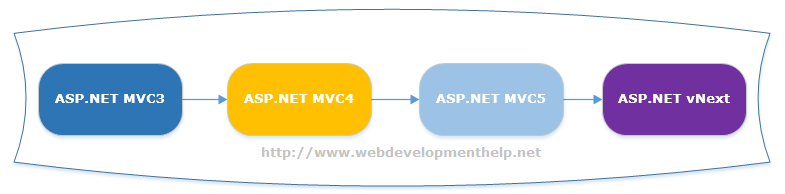 ASP.NET MVC3
ASP.NET MVC4
ASP.NET MVC5
ASP.NET vNext
http://www.webdevelopmenthelp.net